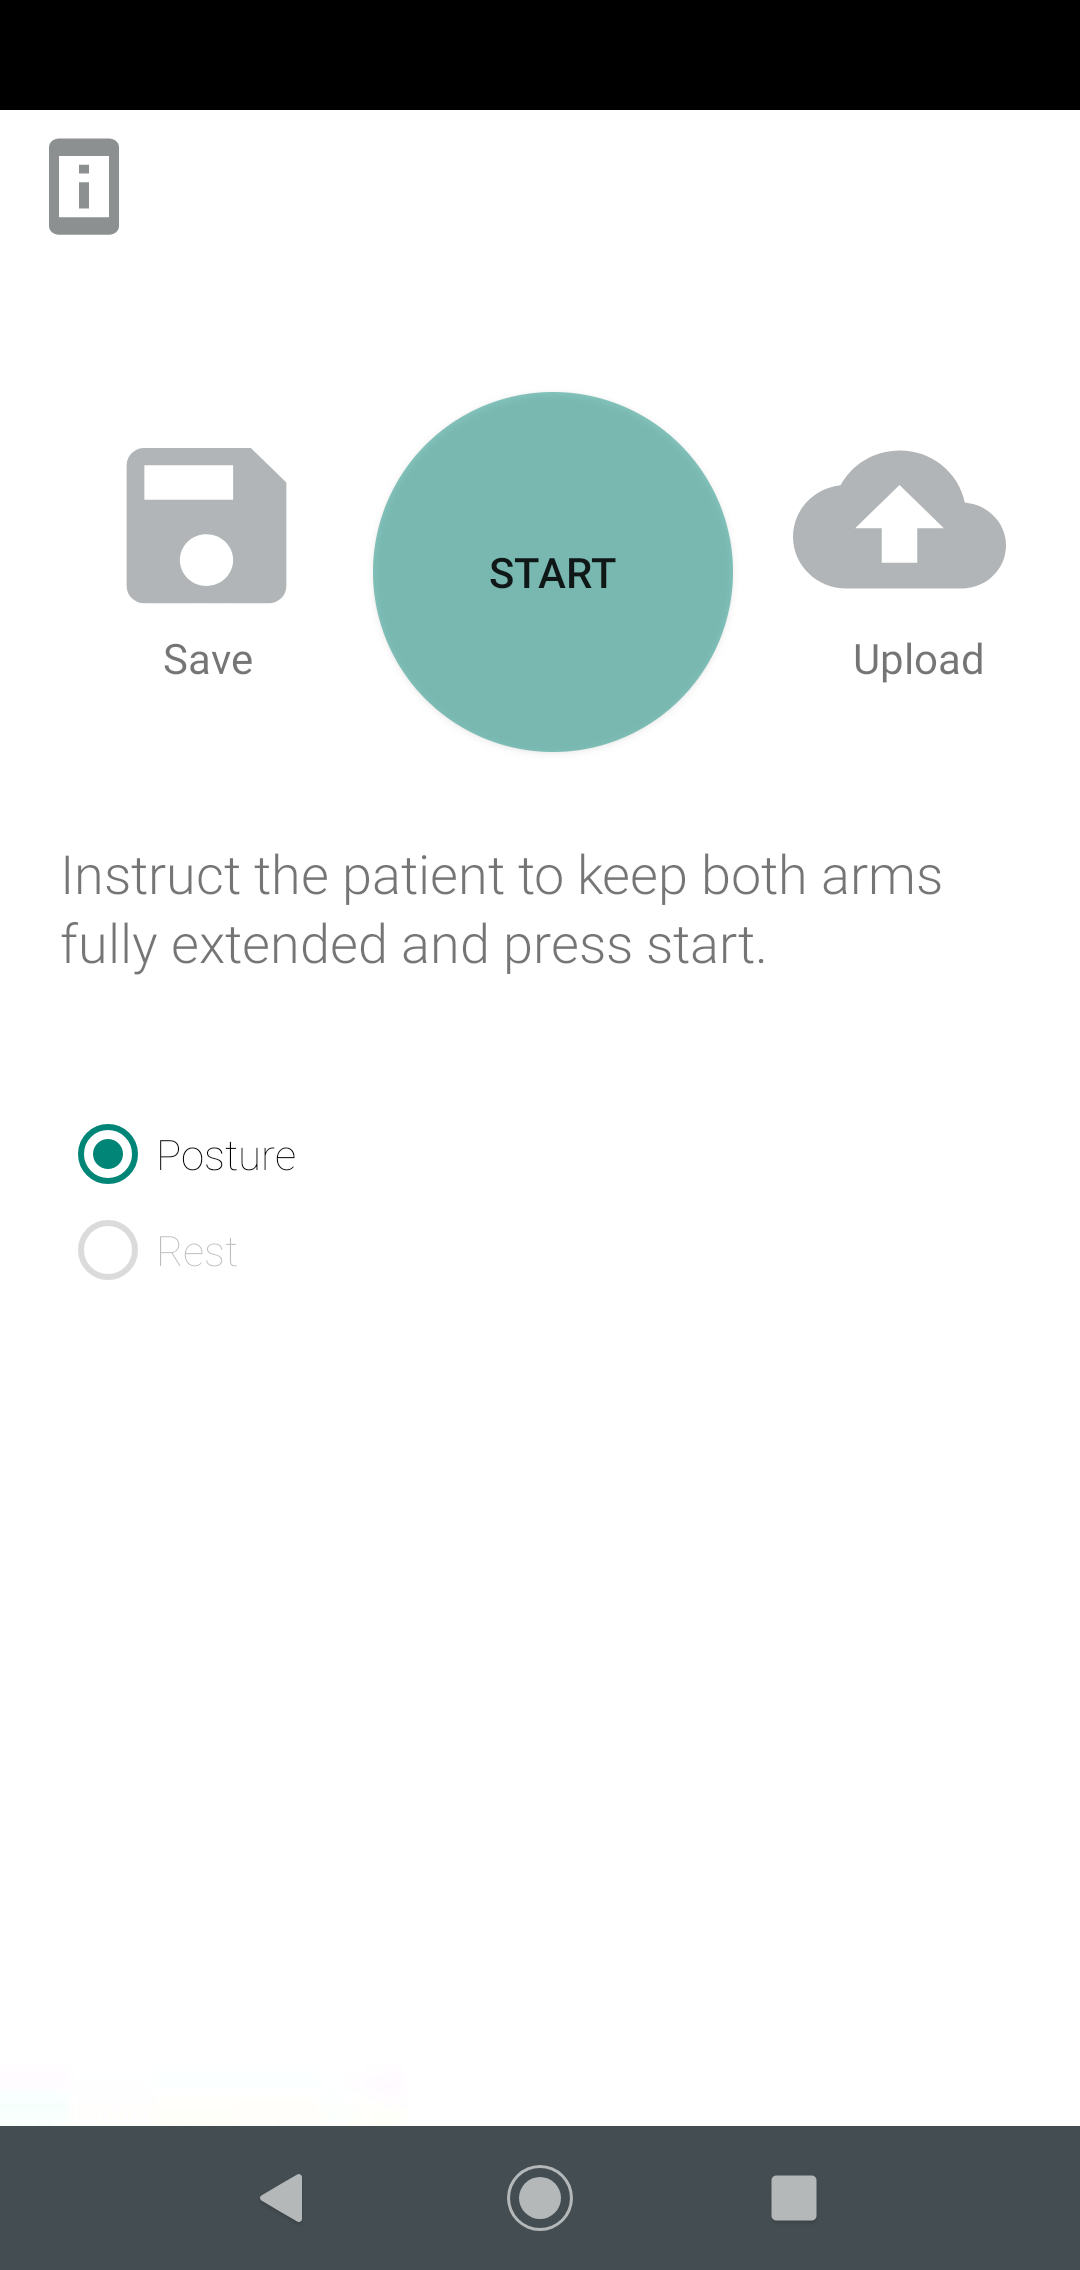 START
Save
Upload
Instruct the patient to keep both arms
fully extended and press start.
Posture
Rest